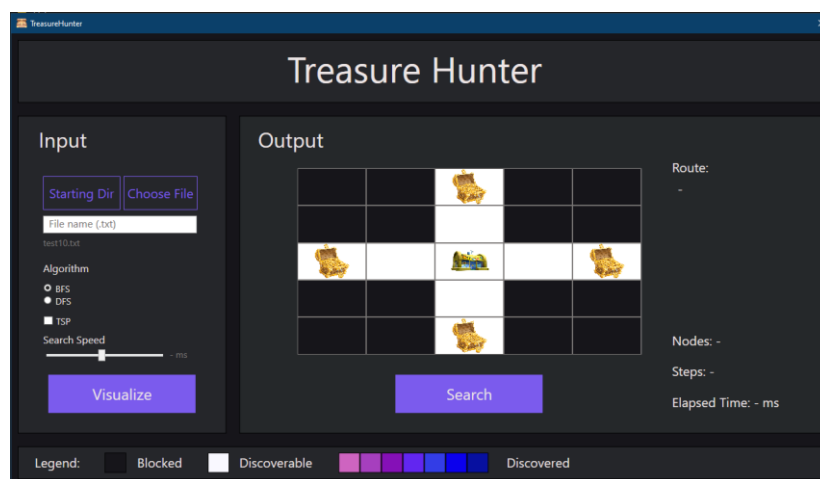 TreasureHunter
Treasure Hunter
Input
Starting Dir
Choose File
File name (.txt)
test10.txt
Algorithm
BFS
DFS
TSP
Search Speed
- ms
Visualize
Output
Search
Route:
-
Nodes: -
Steps: -
Elapsed Time: - ms
Legend:
Blocked
Discoverable
Discovered